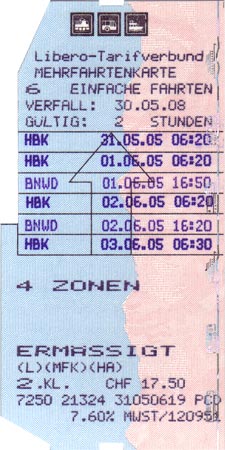 Libero-Tarifverbund
MEHRFAHRTENKARTE
6 EINFACHE FAHRTEN
VERFALL: 30.05.08
GÜLTIG: 2 STUNDEN
HBK 31.05.05 06:20
HBK 01.06.05 06:20
BNWD 01.06.05 16:50
HBK 02.06.05 06:20
BNWD 02.06.05 16:20
HBK 03.06.05 06:30
4 ZONEN
ERMÄSSIGT
(L)(MFK)(HA)
2.KL. CHF 17.50
7250 21324 31050619 PCD
7.60% MWST/120951